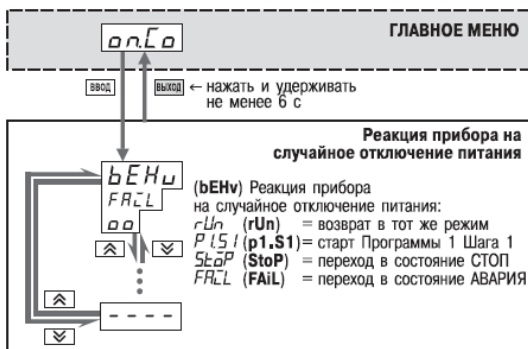 ГЛАВНОЕ МЕНЮ
on.Co
ВВОД
ВЫХОД ← нажать и удерживать
не менее 6 с
Реакция прибора на
случайное отключение питания
bEHv
FAIL
oo
(bEHv) Реакция прибора
на случайное отключение питания:
rUn (rUn) = возврат в тот же режим
P1.S1 (p1.S1)= старт Программы 1 Шага 1
StoP (StoP) = переход в состояние СТОП
FAiL (FAiL) = переход в состояние АВАРИЯ
- - - -